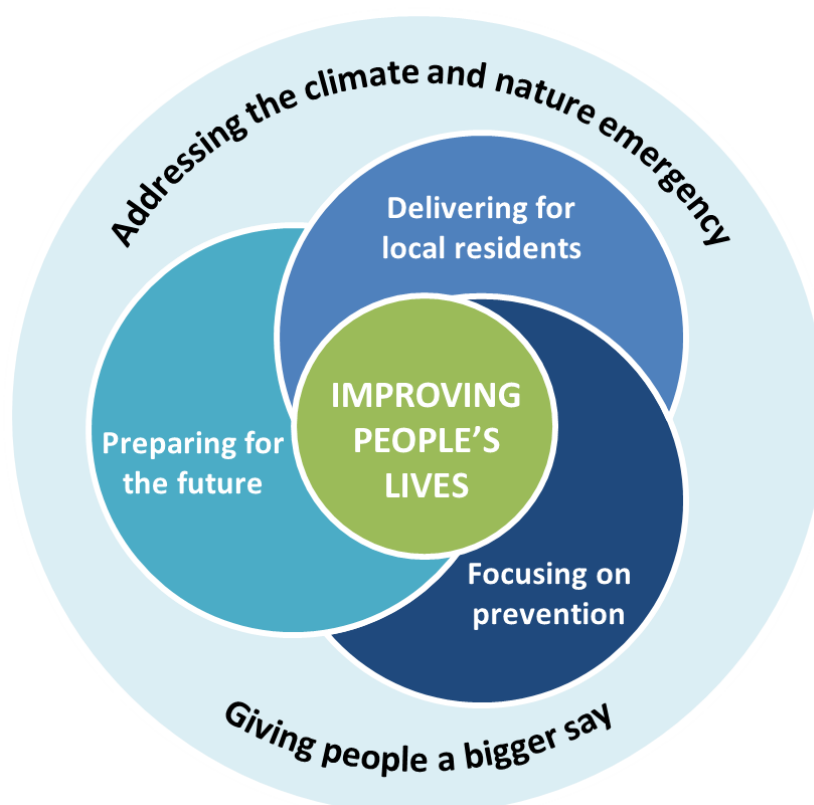 Addressing the climate and nature emergency
Delivering for
local residents
IMPROVING
PEOPLE’S
LIVES
Preparing for
the future
Focusing on
prevention
Giving people a bigger say